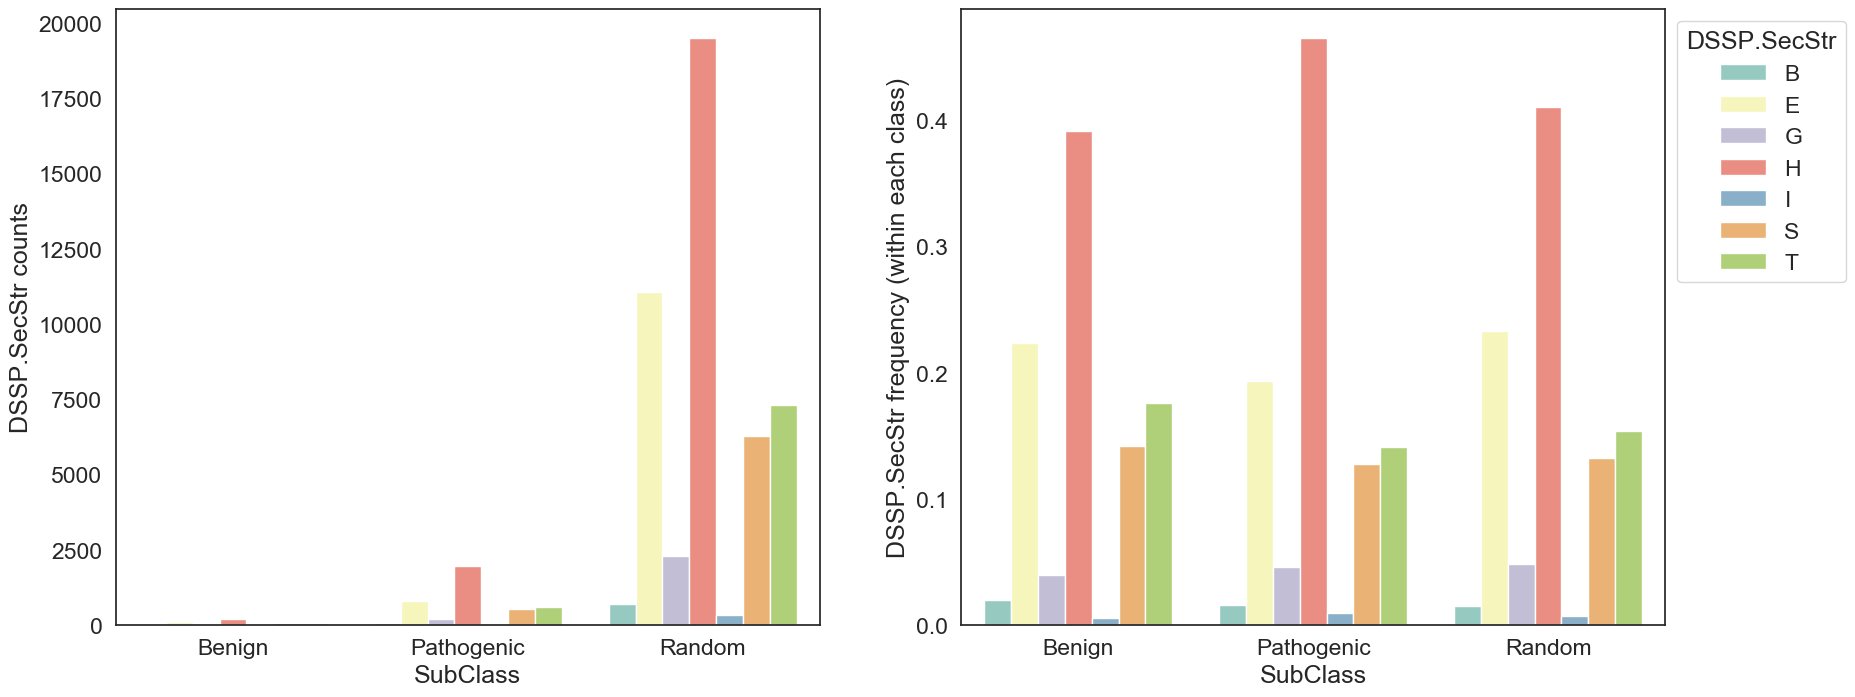 DSSP.SecStr counts
20000
17500
15000
12500
10000
7500
5000
2500
0
Benign
Pathogenic
Random
SubClass
DSSP.SecStr frequency (within each class)
0.4
0.3
0.2
0.1
0.0
Benign
Pathogenic
Random
SubClass
DSSP.SecStr
B
E
G
H
I
S
T